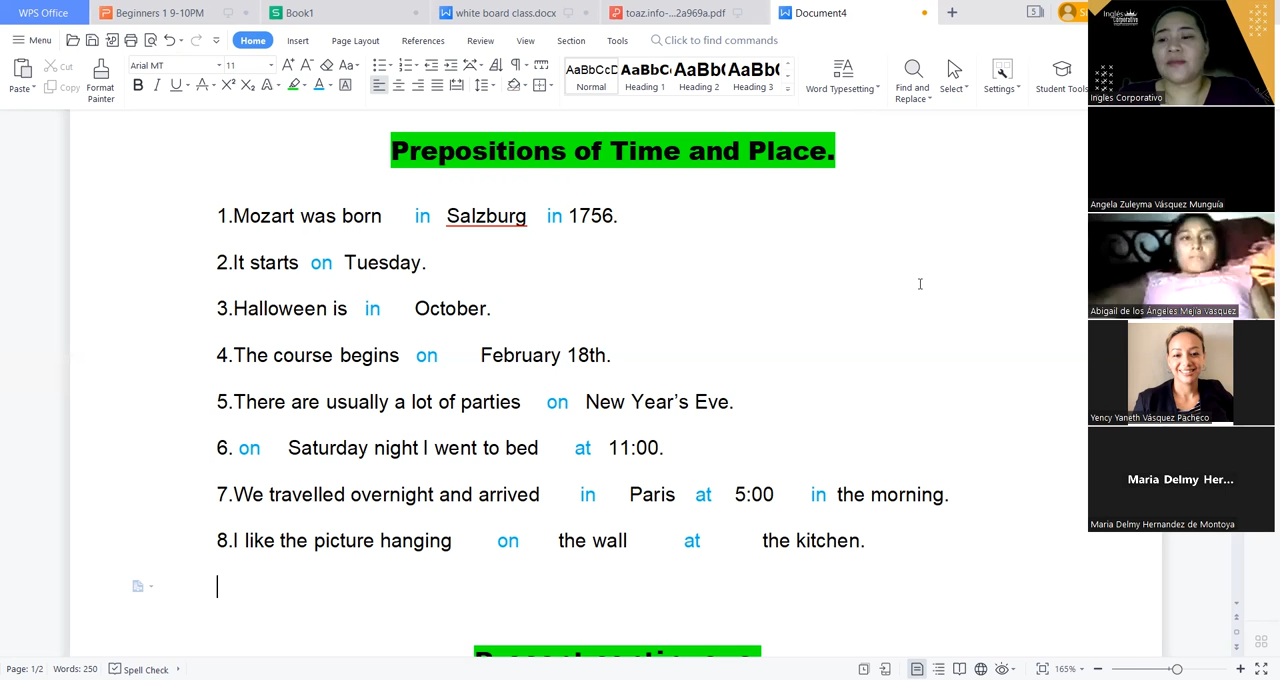 WPS Office
Beginners 1 9-10PM
Book1
white board class.docx
toaz.info-...2a969a.pdf
Document4
Menu
Home
Insert
Page Layout
References
Review
View
Section
Tools
Click to find commands
Paste
Cut
Copy
Format Painter
Arial MT
11
AaBbCcD
Normal
AaBbC
Heading 1
AaBb(
Heading 2
AaBb(
Heading 3
Word Typesetting
Find and Replace
Select
Settings
Student Tools
Prepositions of Time and Place.
1.Mozart was born in Salzburg in 1756.
2.It starts on Tuesday.
3.Halloween is in October.
4.The course begins on February 18th.
5.There are usually a lot of parties on New Year’s Eve.
6. on Saturday night I went to bed at 11:00.
7.We travelled overnight and arrived in Paris at 5:00 in the morning.
8.I like the picture hanging on the wall at the kitchen.
Present continuous
Inglés Corporativo
Ingles Corporativo
Angela Zuleyma Vásquez Munguía
Abigail de los Ángeles Mejía Vásquez
Yency Yaneth Vásquez Pacheco
Maria Delmy Her...
Maria Delmy Hernandez de Montoya
Page: 1/2
Words: 250
Spell Check
165%